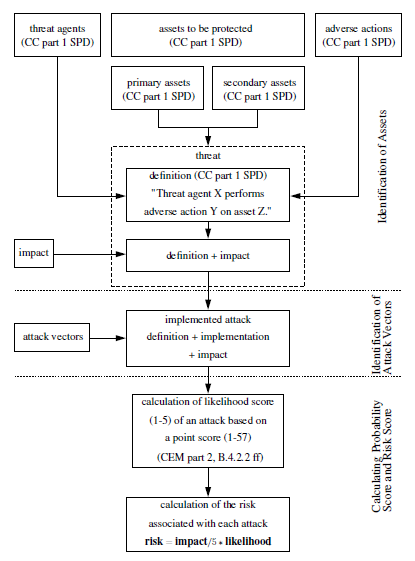 threat agents
(CC part 1 SPD)
assets to be protected
(CC part 1 SPD)
adverse actions
(CC part 1 SPD)
primary assets
(CC part 1 SPD)
secondary assets
(CC part 1 SPD)
threat
definition (CC part 1 SPD)
"Threat agent X performs
adverse action Y on asset Z."
impact
definition + impact
Identification of Assets
implemented attack
definition + implementation
+ impact
attack vectors
Identification of
Attack Vectors
calculation of likelihood score
(1-5) of an attack based on
a point score (1-57)
(CEM part 2, B.4.2.2 ff)
calculation of the risk
associated with each attack
risk = impact/5 * likelihood
Calculating Probability
Score and Risk Score